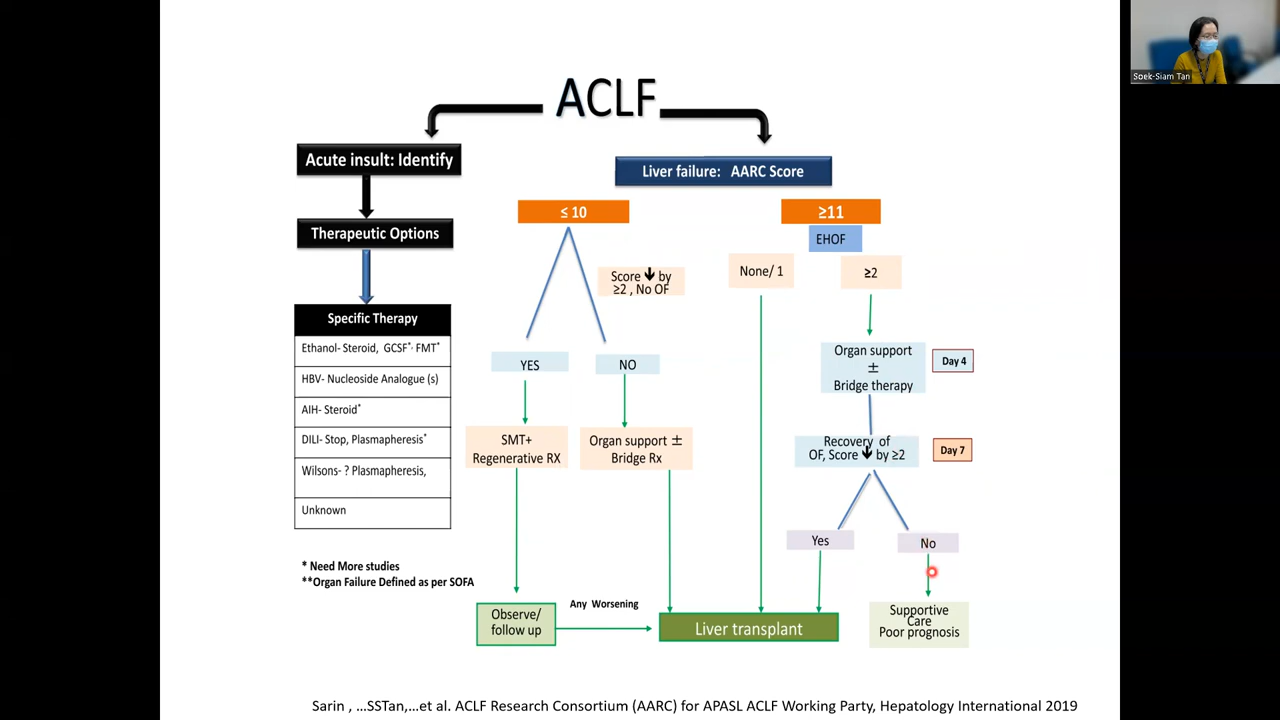 Soek-Siam Tan
ACLF
Acute insult: Identify
Therapeutic Options
Specific Therapy
Ethanol- Steroid, GCSF*, FMT*
HBV- Nucleoside Analogue (s)
AIH- Steroid*
DILI- Stop, Plasmapheresis*
Wilsons- ? Plasmapheresis,
Unknown
* Need More studies
**Organ Failure Defined as per SOFA
Liver failure: AARC Score
≤ 10
Score ↓ by
≥2 , No OF
YES
NO
SMT+
Regenerative RX
Organ support ±
Bridge Rx
Observe/
follow up
Any Worsening
≥11
EHOF
None/ 1
≥2
Organ support
±
Bridge therapy
Day 4
Recovery of
OF, Score ↓ by ≥2
Day 7
Yes
No
Liver transplant
Supportive
Care
Poor prognosis
Sarin , ...SSTan,...et al. ACLF Research Consortium (AARC) for APASL ACLF Working Party, Hepatology International 2019